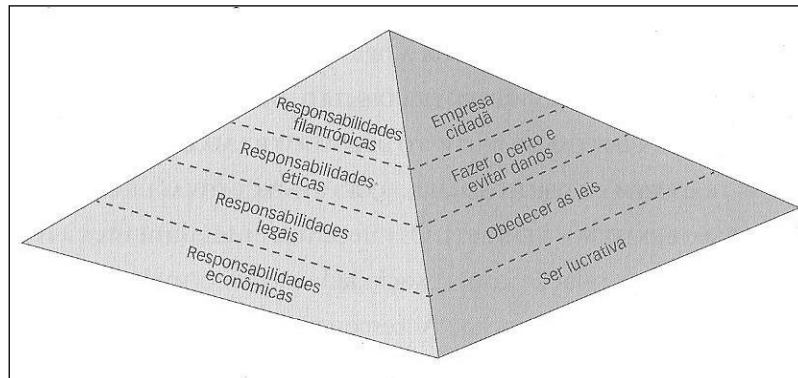 Responsabilidades
filantrópicas
Empresa
cidadã
Responsabilidades
éticas
Fazer o certo e
evitar danos
Responsabilidades
legais
Obedecer as leis
Responsabilidades
econômicas
Ser lucrativa